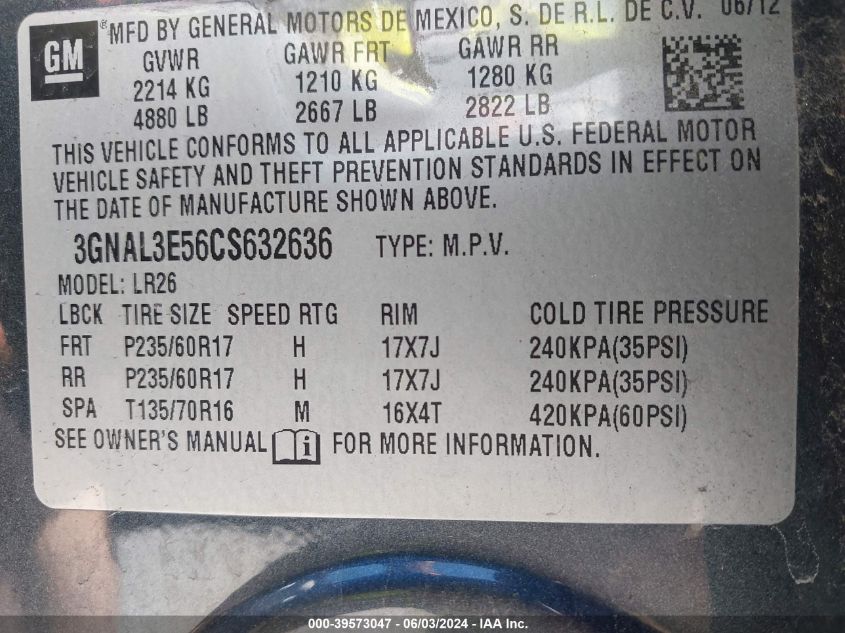 GM
® MFD BY GENERAL MOTORS DE MEXICO, S. DE R.L. DE C.V. 06/12
GVWR GAWR FRT GAWR RR
2214 KG 1210 KG 1280 KG
4880 LB 2667 LB 2822 LB
THIS VEHICLE CONFORMS TO ALL APPLICABLE U.S. FEDERAL MOTOR
VEHICLE SAFETY AND THEFT PREVENTION STANDARDS IN EFFECT ON
THE DATE OF MANUFACTURE SHOWN ABOVE.
3GNAL3E56CS632636 TYPE: M.P.V.
MODEL: LR26
LBCK TIRE SIZE SPEED RTG RIM COLD TIRE PRESSURE
FRT P235/60R17 H 17X7J 240KPA(35PSI)
RR P235/60R17 H 17X7J 240KPA(35PSI)
SPA T135/70R16 M 16X4T 420KPA(60PSI)
SEE OWNER'S MANUAL i FOR MORE INFORMATION.
000-39573047 - 06/03/2024 - IAA Inc.